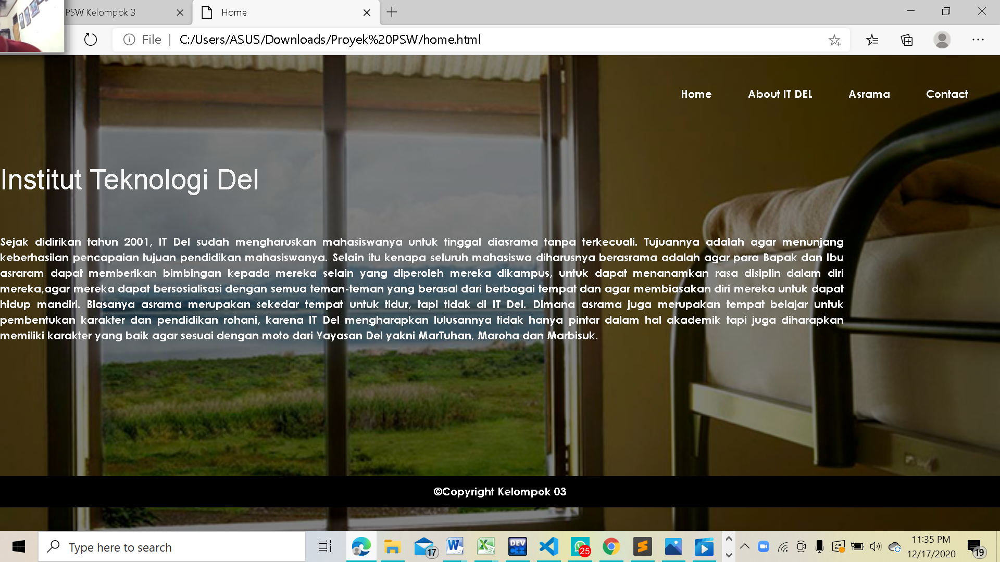 PSW Kelompok 3
Home
File
C:/Users/ASUS/Downloads/Proyek%20PSW/home.html
Home About IT DEL Asrama Contact
Institut Teknologi Del
Sejak didirikan tahun 2001, IT Del sudah mengharuskan mahasiswanya untuk tinggal diasrama tanpa terkecuali. Tujuannya adalah agar menunjang
keberhasilan pencapaian tujuan pendidikan mahasiswanya. Selain itu kenapa seluruh mahasiswa diharusnya berasrama adalah agar para Bapak dan Ibu
asraram dapat memberikan bimbingan kepada mereka selain yang diperoleh mereka dikampus, untuk dapat menanamkan rasa disiplin dalam diri
mereka,agar mereka dapat bersosialisasi dengan semua teman-teman yang berasal dari berbagai tempat dan agar membiasakan diri mereka untuk dapat
hidup mandiri. Biasanya asrama merupakan sekedar tempat untuk tidur, tapi tidak di IT Del. Dimana asrama juga merupakan tempat belajar untuk
pembentukan karakter dan pendidikan rohani, karena IT Del mengharapkan lulusannya tidak hanya pintar dalam hal akademik tapi juga diharapkan
memiliki karakter yang baik agar sesuai dengan moto dari Yayasan Del yakni MarTuhan, Maroha dan Marbisuk.
©Copyright Kelompok 03
Type here to search
17
DEV
C++
25
11:35 PM
12/17/2020
19